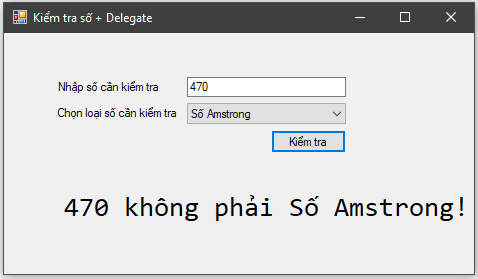 Kiểm tra số + Delegate
Nhập số cần kiểm tra 470
Chọn loại số cần kiểm tra Số Amstrong
Kiểm tra
470 không phải Số Amstrong!